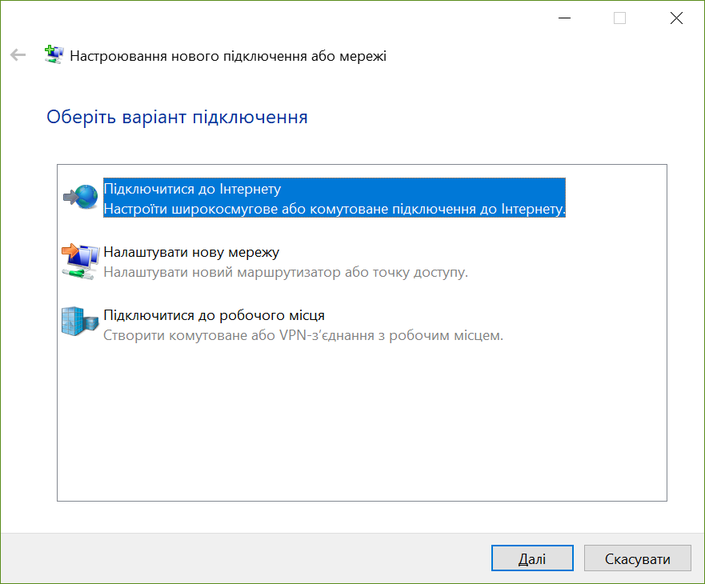 Настроювання нового підключення або мережі
Оберіть варіант підключення
Підключитися до Інтернету
Настроїти широкосмугове або комутоване підключення до Інтернету.
Налаштувати нову мережу
Налаштувати новий маршрутизатор або точку доступу.
Підключитися до робочого місця
Створити комутоване або VPN-з’єднання з робочим місцем.
Далі
Скасувати